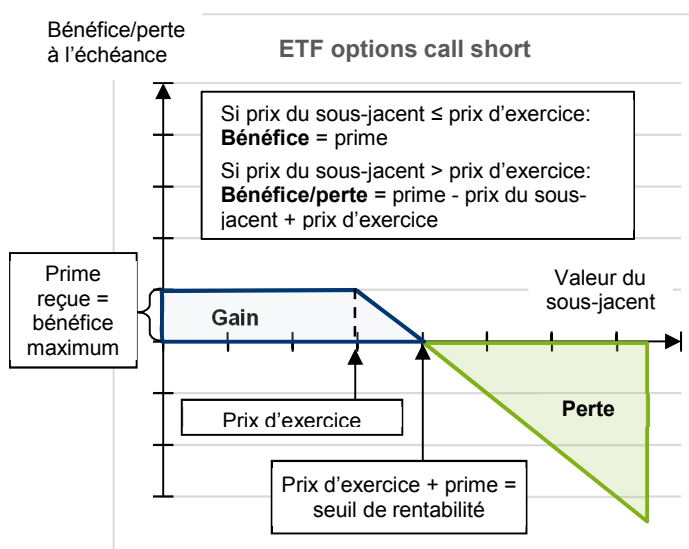 Bénéfice/perte
à l'échéance
ETF options call short
Si prix du sous-jacent ≤ prix d'exercice:
Bénéfice = prime
Si prix du sous-jacent > prix d'exercice:
Bénéfice/perte = prime - prix du sous-
jacent + prix d'exercice
Prime
reçue =
bénéfice
maximum
Valeur du
sous-jacent
Gain
Prix d'exercice
Perte
Prix d'exercice + prime =
seuil de rentabilité